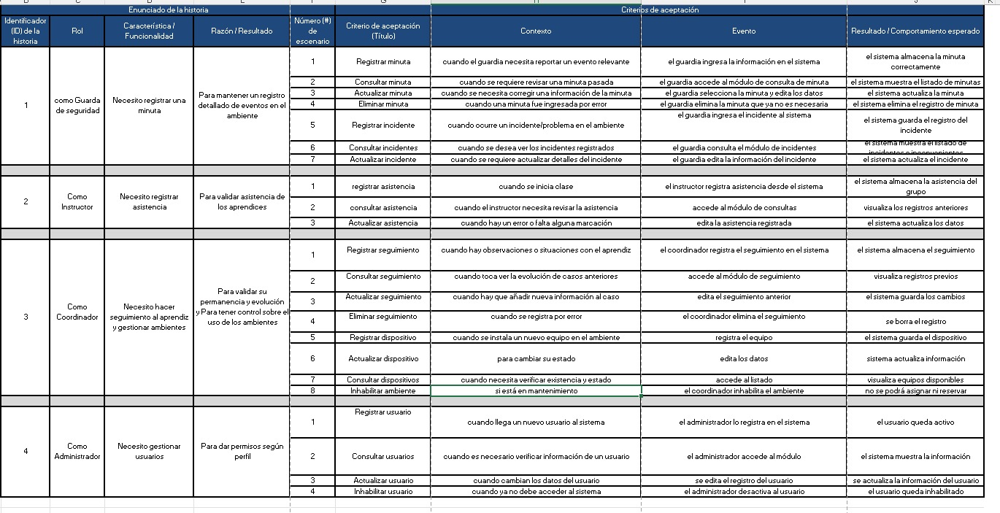 Enunciado de la historia
Criterios de aceptación
Identificador
(ID) de la
historia
Rol
Característica /
Funcionalidad
Razón / Resultado
Número (#)
de
escenario
Criterio de aceptación
(Título)
Contexto
Evento
Resultado / Comportamiento esperado
1
como Guarda
de seguridad
Necesito registrar una
minuta
Para mantener un registro
detallado de eventos en el
ambiente
1
Registrar minuta
cuando el guardia necesita reportar un evento relevante
el guardia ingresa la información en el sistema
el sistema almacena la minuta
correctamente
2
Consultar minuta
cuando se requiere revisar una minuta pasada
el guardia accede al módulo de consulta de minuta
el sistema muestra el listado de minutas
3
Actualizar minuta
cuando se necesita corregir una información de la minuta
el guardia selecciona la minuta y edita los datos
el sistema actualiza la minuta
4
Eliminar minuta
cuando una minuta fue ingresada por error
el guardia elimina la minuta que ya no es necesaria
el sistema elimina el registro de minuta
5
Registrar incidente
cuando ocurre un incidente/problema en el ambiente
el guardia ingresa el incidente al sistema
el sistema guarda el registro del
incidente
6
Consultar incidentes
cuando se desea ver los incidentes registrados
el guardia consulta el módulo de incidentes
el sistema muestra el listado de
incidentes o inconvenientes
7
Actualizar incidente
cuando se requiere actualizar detalles del incidente
el guardia edita la información del incidente
el sistema actualiza el incidente
2
Como
Instructor
Necesito registrar
asistencia
Para validar asistencia de
los aprendices
1
registrar asistencia
cuando se inicia clase
el instructor registra asistencia desde el sistema
el sistema almacena la asistencia del
grupo
2
consultar asistencia
cuando el instructor necesita revisar la asistencia
accede al módulo de consultas
visualiza los registros anteriores
3
Actualizar asistencia
cuando hay un error o falta alguna marcación
edita la asistencia registrada
el sistema actualiza los datos
3
Como
Coordinador
Necesito hacer
seguimiento al aprendiz
y gestionar ambientes
Para validar su
permanencia y evolución
y Para tener control sobre el
uso de los ambientes
1
Registrar seguimiento
cuando hay observaciones o situaciones con el aprendiz
el coordinador registra el seguimiento en el sistema
el sistema almacena el seguimiento
2
Consultar seguimiento
cuando toca ver la evolución de casos anteriores
accede al módulo de seguimiento
visualiza registros previos
3
Actualizar seguimiento
cuando hay que añadir nueva información al caso
edita el seguimiento anterior
el sistema guarda los cambios
4
Eliminar seguimiento
cuando se registra por error
el coordinador elimina el seguimiento
se borra el registro
5
Registrar dispositivo
cuando se instala un nuevo equipo en el ambiente
registra el equipo
el sistema guarda el dispositivo
6
Actualizar dispositivo
para cambiar su estado
edita los datos
sistema actualiza información
7
Consultar dispositivos
cuando necesita verificar existencia y estado
accede al listado
visualiza equipos disponibles
8
Inhabilitar ambiente
si está en mantenimiento
el coordinador inhabilita el ambiente
no se podrá asignar ni reservar
4
Como
Administrador
Necesito gestionar
usuarios
Para dar permisos según
perfil
1
Registrar usuario
cuando llega un nuevo usuario al sistema
el administrador lo registra en el sistema
el usuario queda activo
2
Consultar usuarios
cuando es necesario verificar información de un usuario
el administrador accede al módulo
el sistema muestra la información
3
Actualizar usuario
cuando cambian los datos del usuario
se edita el registro del usuario
se actualiza la información del usuario
4
Inhabilitar usuario
cuando ya no debe acceder al sistema
el administrador desactiva al usuario
el usuario queda inhabilitado